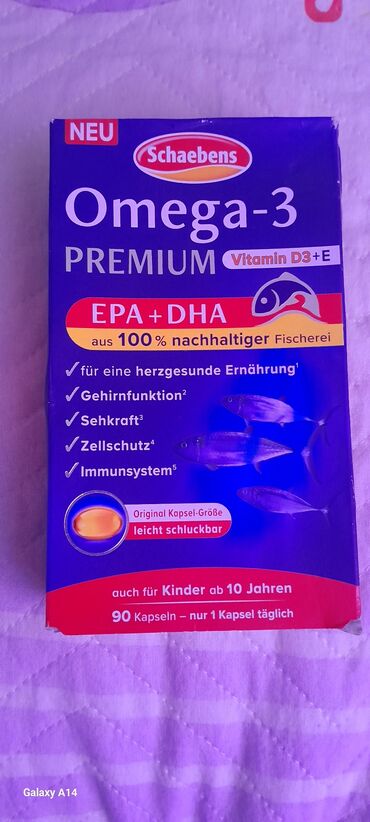 NEU
Schaebens
Omega-3
PREMIUM Vitamin D3+E
EPA + DHA
aus 100% nachhaltiger Fischerei
✓für eine herzgesunde Ernährung¹
✓Gehirnfunktion²
✓Sehkraft³
✓Zellschutz⁴
✓Immunsystem⁵
Original Kapsel-Größe
leicht schluckbar
auch für Kinder ab 10 Jahren
90 Kapseln – nur 1 Kapsel täglich
Galaxy A14